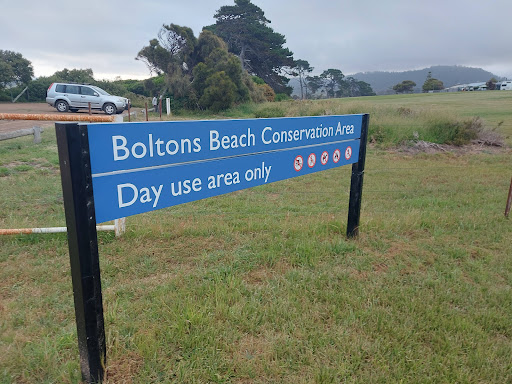 Boltons Beach Conservation Area
Day use area only